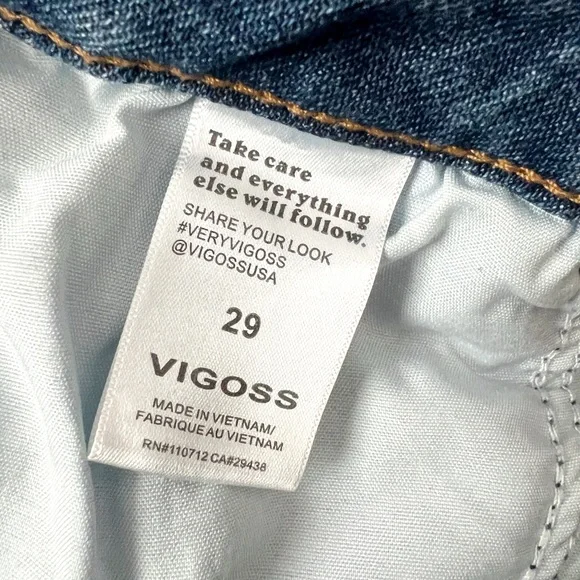 Take care
and everything
else will follow.
SHARE YOUR LOOK
#VERYVIGOSS
@VIGOSSUSA
29
VIGOSS
MADE IN VIETNAM/
FABRIQUE AU VIETNAM
RN#110712 CA#29438